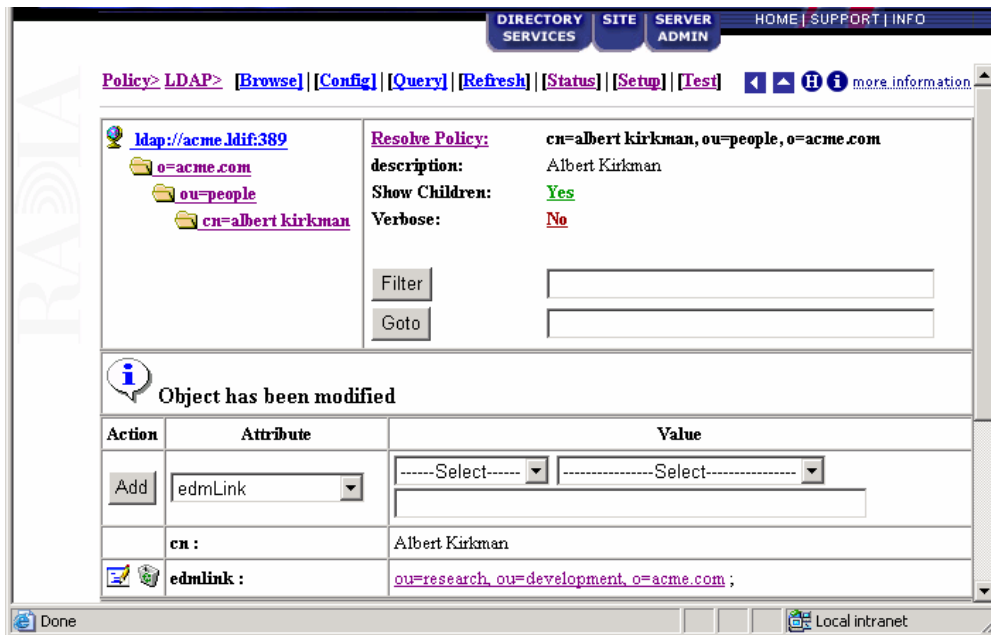 DIRECTORY SERVICES
SITE
SERVER ADMIN
HOME | SUPPORT | INFO
RADIA
Policy> LDAP> [Browse] | [Config] | [Query] | [Refresh] | [Status] | [Setup] | [Test]
H i more information
ldap://acme.ldif:389
o=acme.com
ou=people
cn=albert kirkman
Resolve Policy: cn=albert kirkman, ou=people, o=acme.com
description: Albert Kirkman
Show Children: Yes
Verbose: No
Filter
Goto
Object has been modified
Action Attribute Value
Add edmLink ------Select------ ----------------Select----------------
cn : Albert Kirkman
edmlink : ou=research, ou=development, o=acme.com ;
Done Local intranet